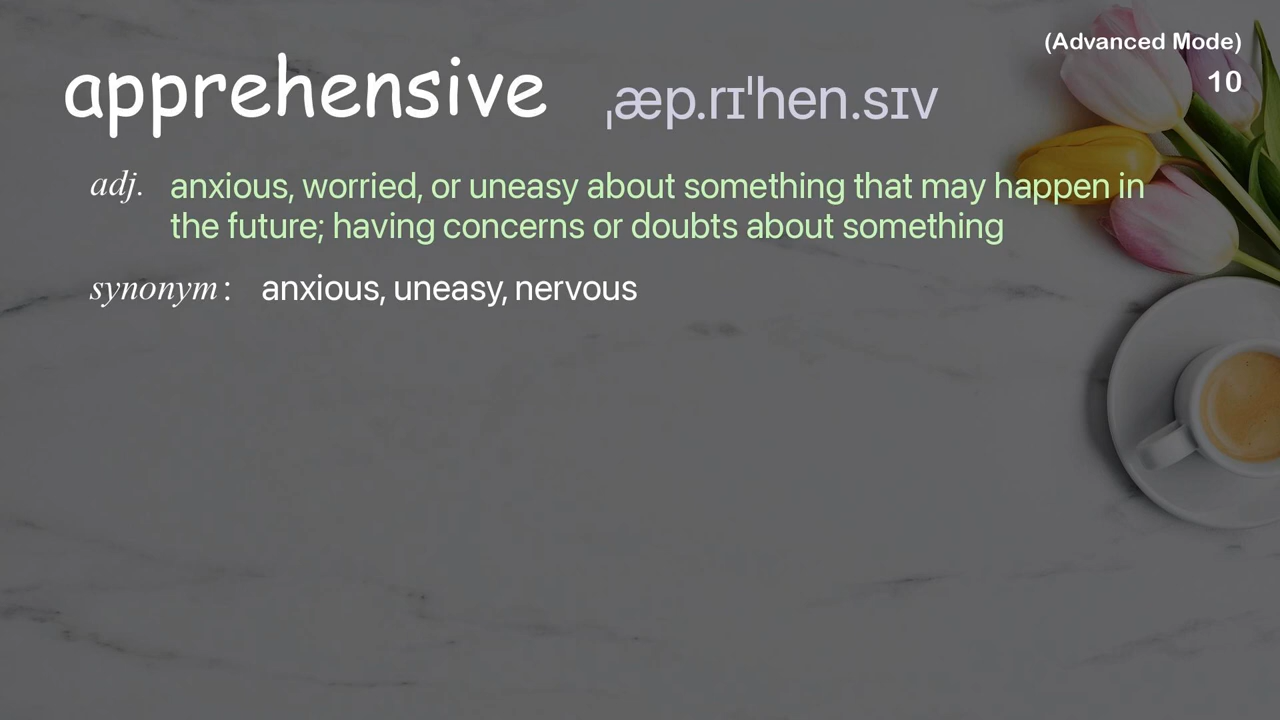 (Advanced Mode)
apprehensive ˌæp.rɪˈhen.sɪv
10
adj. anxious, worried, or uneasy about something that may happen in
the future; having concerns or doubts about something
synonym : anxious, uneasy, nervous